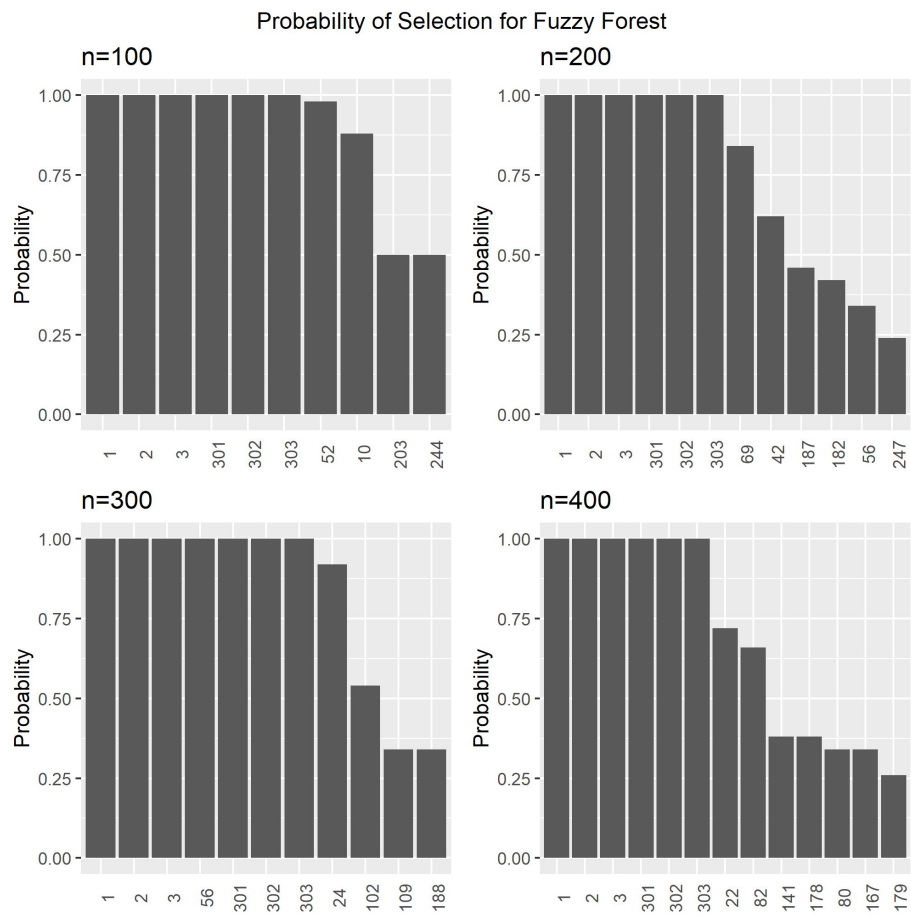 Probability of Selection for Fuzzy Forest
n=100
Probability
1.00
0.75
0.50
0.25
0.00
1 2 3 301 302 303 52 10 203 244
n=200
Probability
1.00
0.75
0.50
0.25
0.00
1 2 3 301 302 303 69 42 187 182 56 247
n=300
Probability
1.00
0.75
0.50
0.25
0.00
1 2 3 56 301 302 303 24 102 109 188
n=400
Probability
1.00
0.75
0.50
0.25
0.00
1 2 3 301 302 303 22 82 141 178 80 167 179